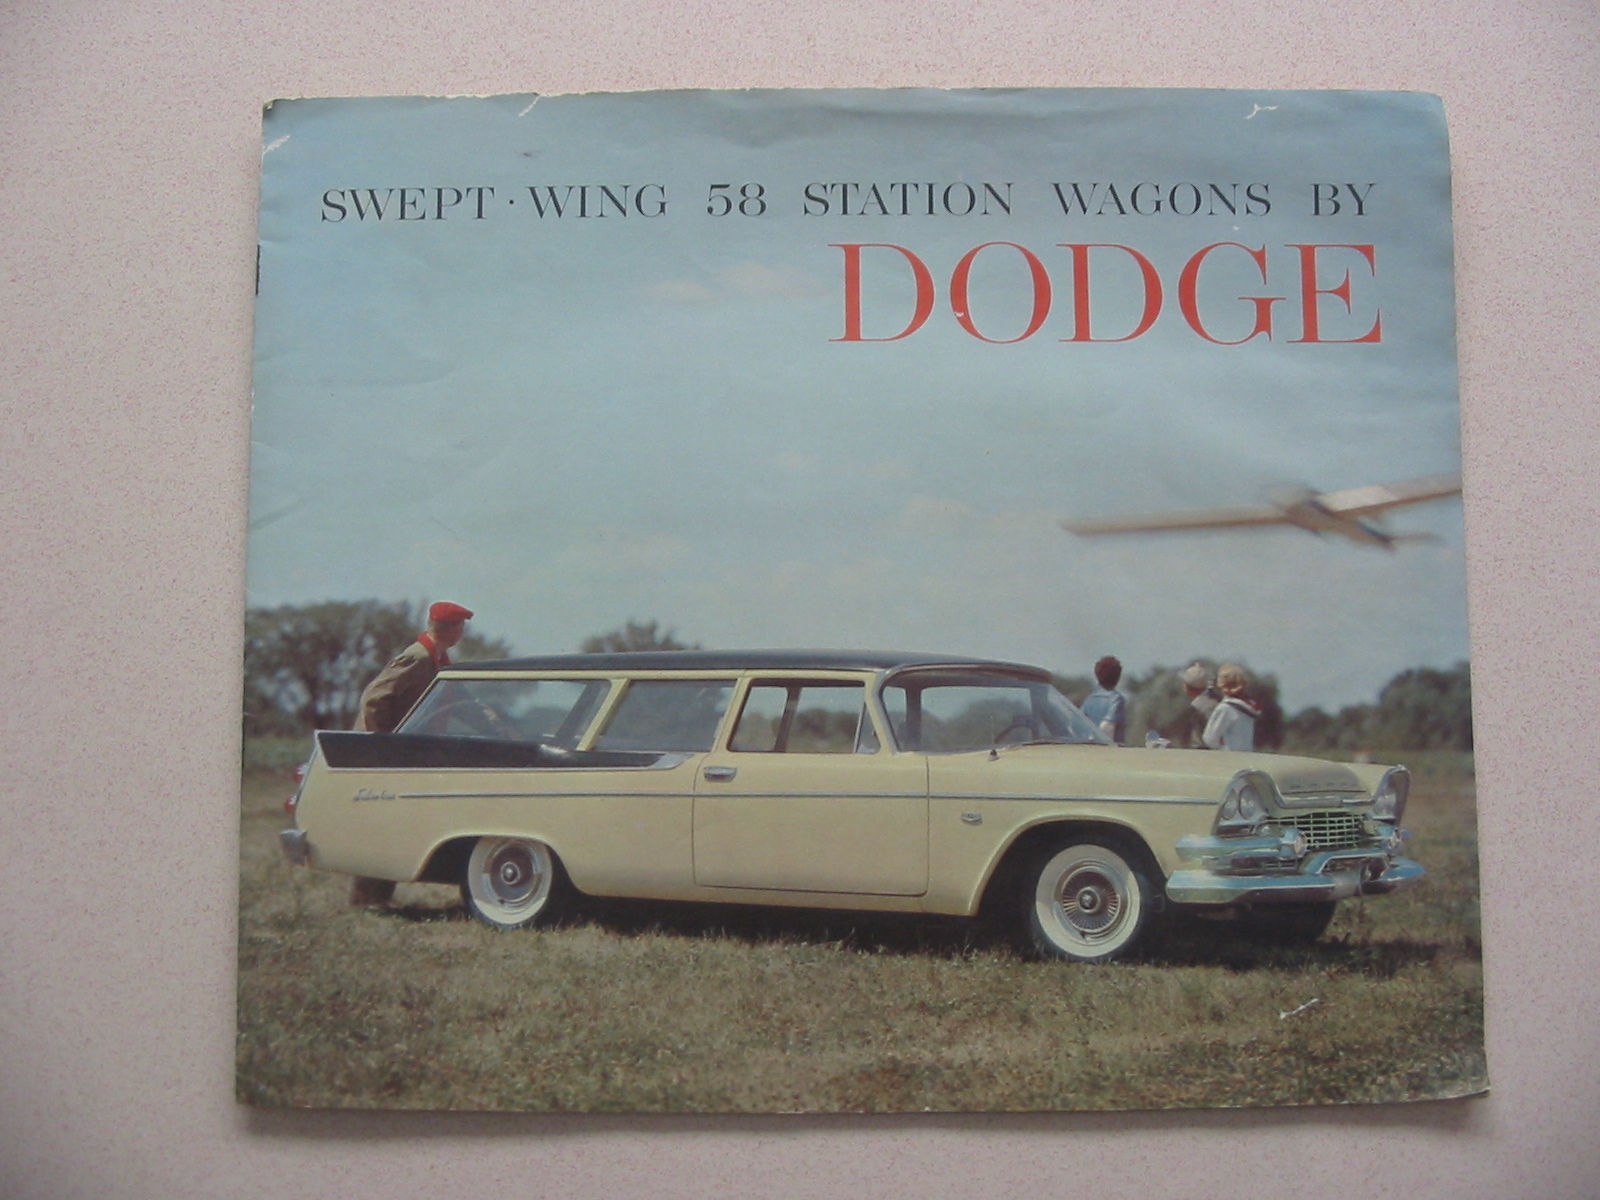 SWEPT · WING 58 STATION WAGONS BY
DODGE